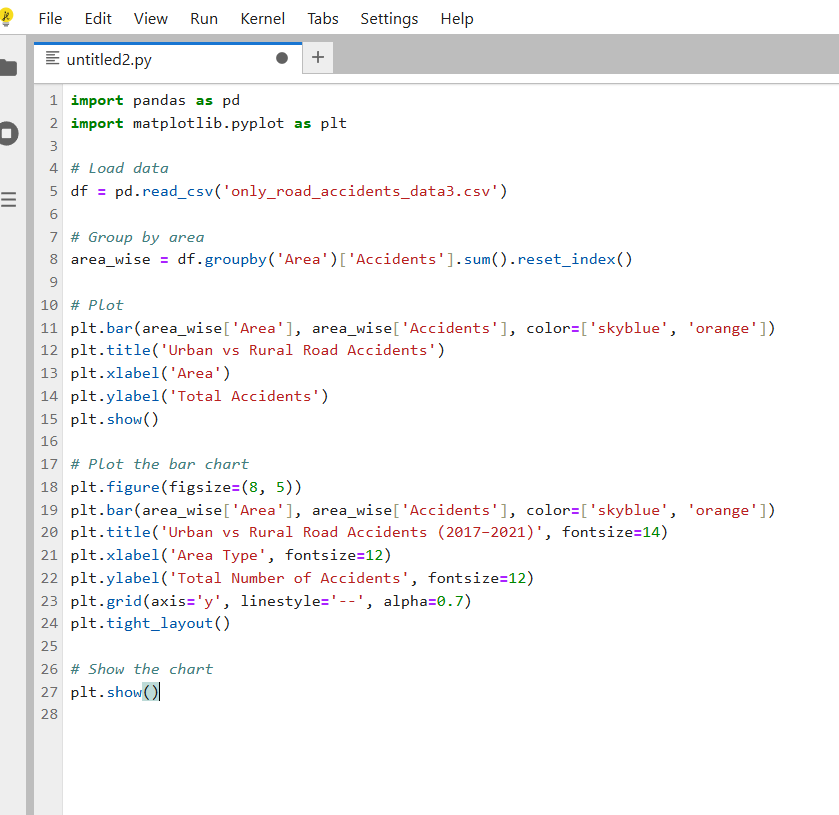 File Edit View Run Kernel Tabs Settings Help
untitled2.py
1 import pandas as pd
2 import matplotlib.pyplot as plt
3
4 # Load data
5 df = pd.read_csv('only_road_accidents_data3.csv')
6
7 # Group by area
8 area_wise = df.groupby('Area')['Accidents'].sum().reset_index()
9
10 # Plot
11 plt.bar(area_wise['Area'], area_wise['Accidents'], color=['skyblue', 'orange'])
12 plt.title('Urban vs Rural Road Accidents')
13 plt.xlabel('Area')
14 plt.ylabel('Total Accidents')
15 plt.show()
16
17 # Plot the bar chart
18 plt.figure(figsize=(8, 5))
19 plt.bar(area_wise['Area'], area_wise['Accidents'], color=['skyblue', 'orange'])
20 plt.title('Urban vs Rural Road Accidents (2017–2021)', fontsize=14)
21 plt.xlabel('Area Type', fontsize=12)
22 plt.ylabel('Total Number of Accidents', fontsize=12)
23 plt.grid(axis='y', linestyle='--', alpha=0.7)
24 plt.tight_layout()
25
26 # Show the chart
27 plt.show()
28